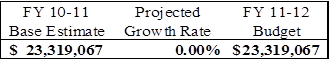 FY 10-11 Projected FY 11-12
Base Estimate Growth Rate Budget
$ 23,319,067 0.00% $23,319,067